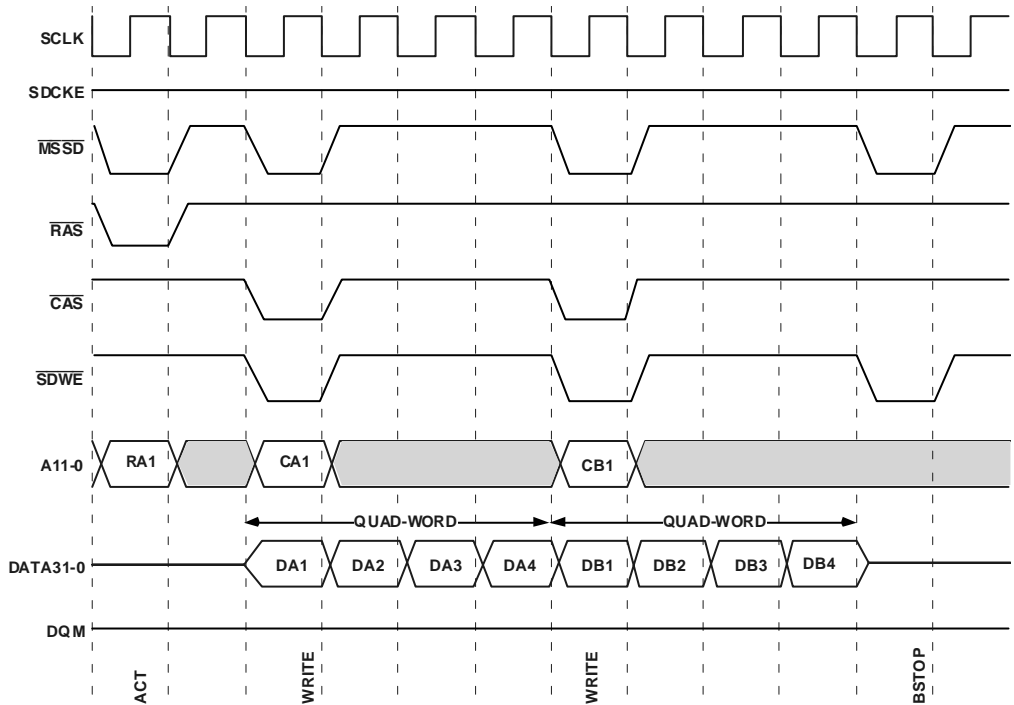 SCLK
SDCKE
MSSD
RAS
CAS
SDWE
A11-0 RA1 CA1 CB1
QUAD-WORD QUAD-WORD
DATA31-0 DA1 DA2 DA3 DA4 DB1 DB2 DB3 DB4
DQM
ACT WRITE WRITE BSTOP